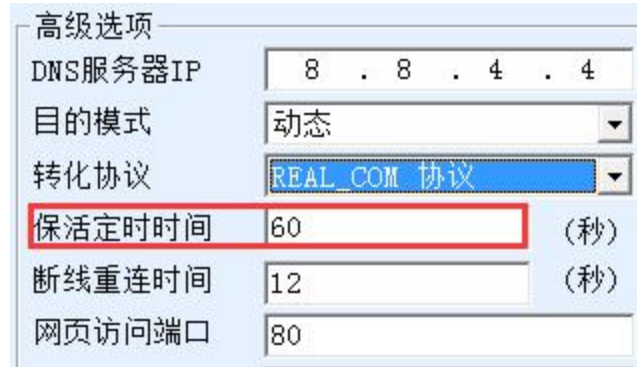 高级选项
DNS服务器IP 8 . 8 . 4 . 4
目的模式 动态
转化协议 REAL_COM 协议
保活定时时间 60 (秒)
断线重连时间 12 (秒)
网页访问端口 80